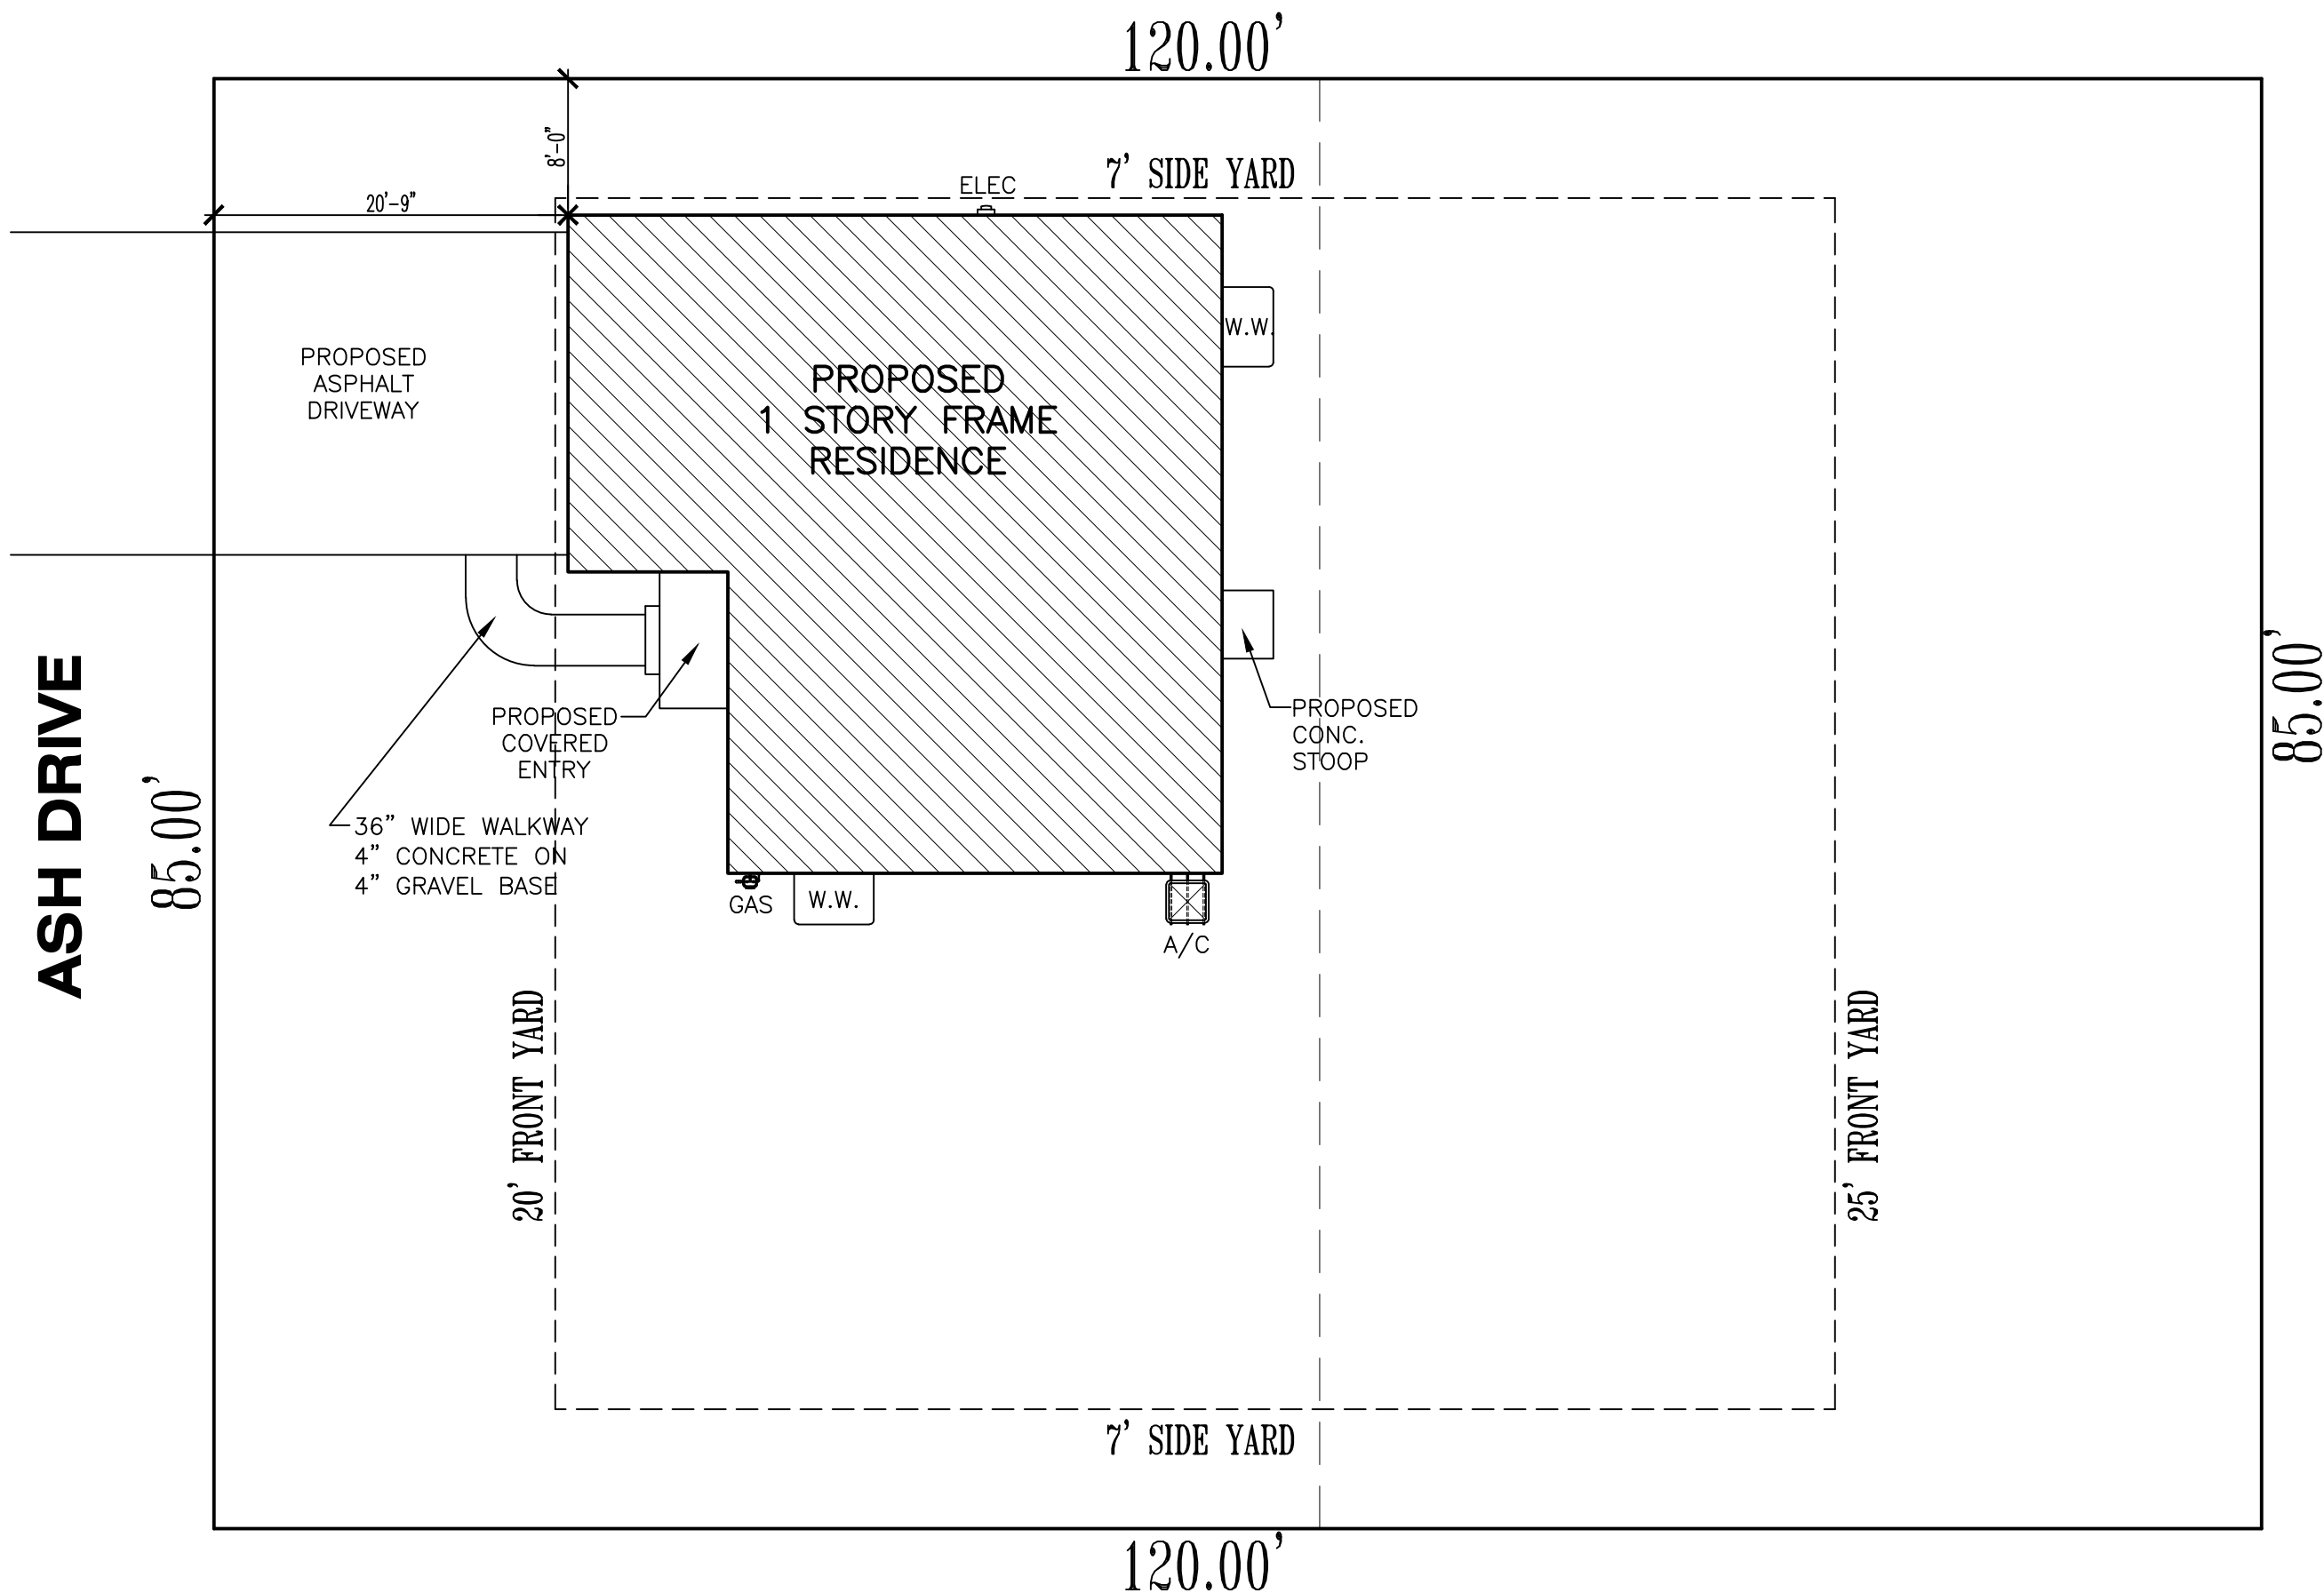 120.00'
8'-0"
7' SIDE YARD
ELEC
20'-9"
W.W.
PROPOSED
ASPHALT
DRIVEWAY
PROPOSED
1 STORY FRAME
RESIDENCE
85.00'
ASH DRIVE
85.00'
PROPOSED
COVERED
ENTRY
PROPOSED
CONC.
STOOP
36" WIDE WALKWAY
4" CONCRETE ON
4" GRAVEL BASE
GAS
W.W.
A/C
20' FRONT YARD
25' FRONT YARD
7' SIDE YARD
120.00'